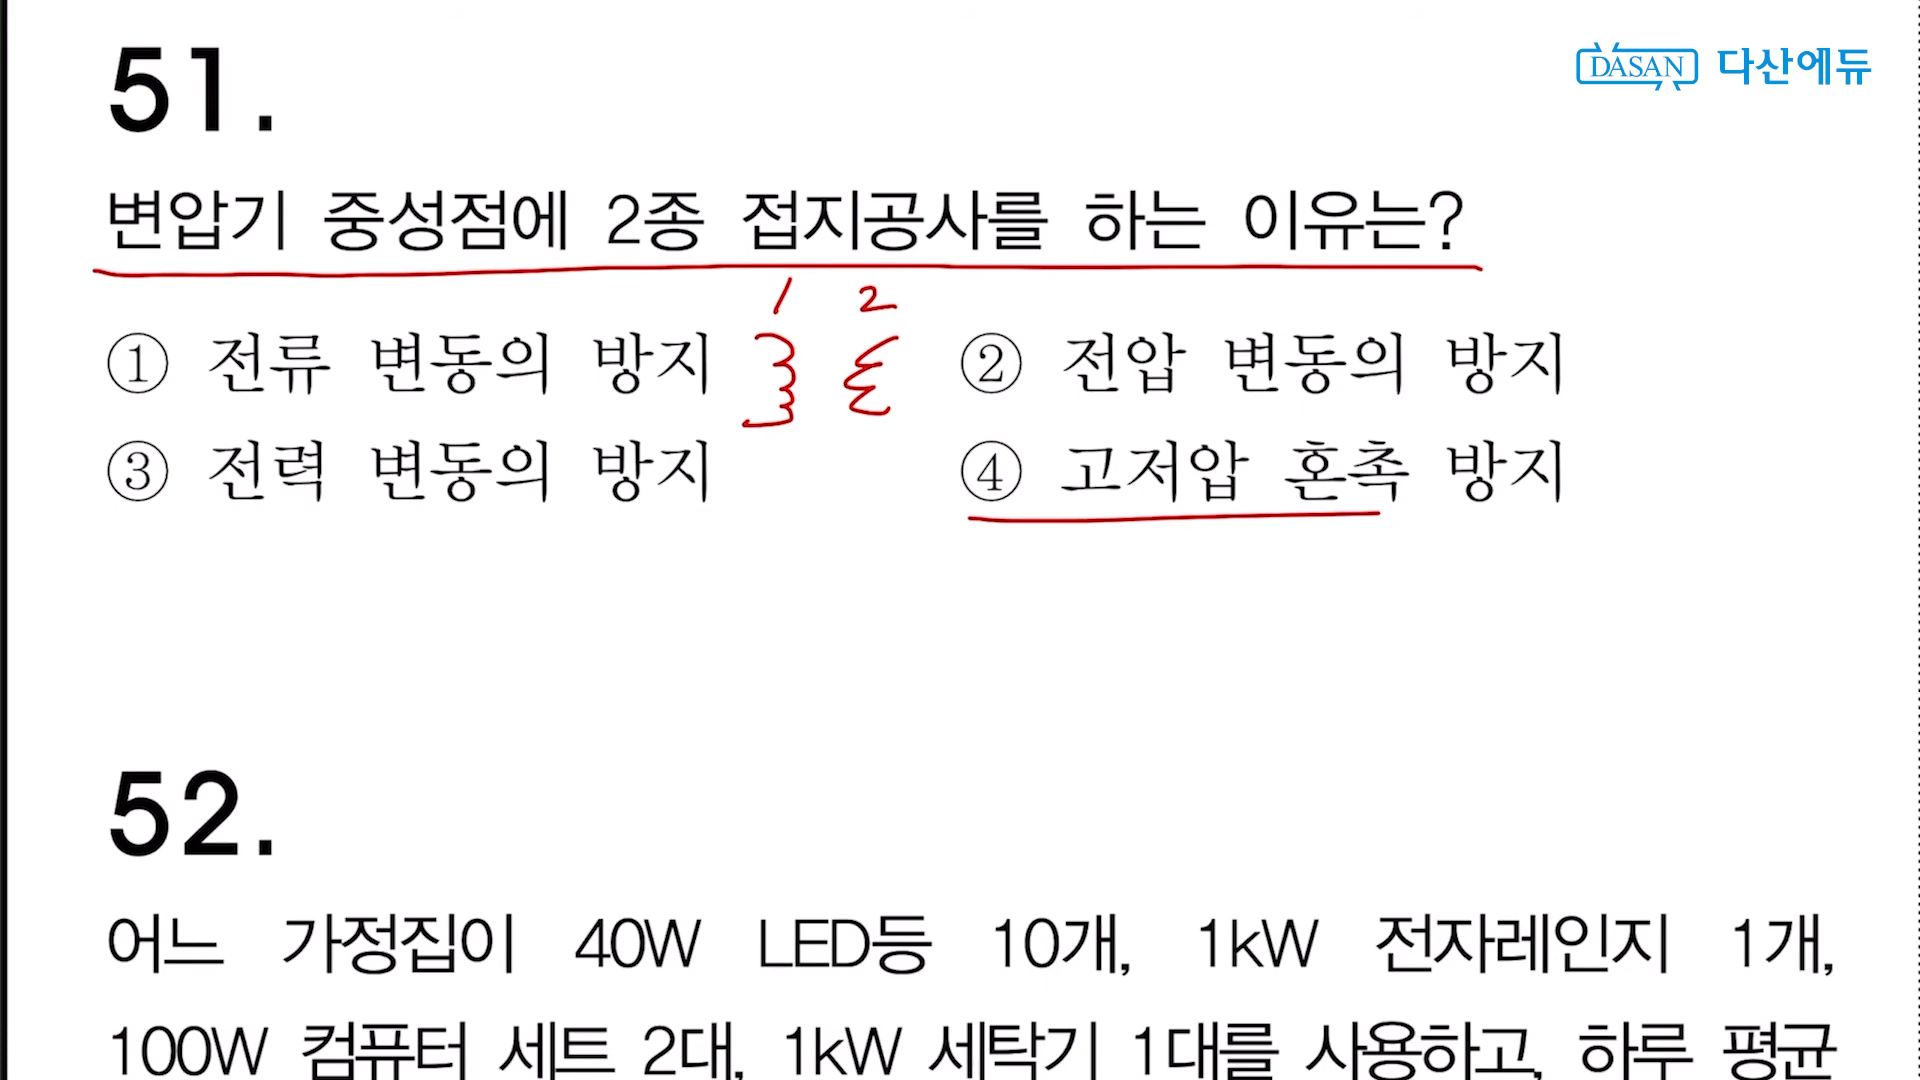 51.
DASAN 다산에듀
변압기 중성점에 2종 접지공사를 하는 이유는?
1 2
① 전류 변동의 방지 ② 전압 변동의 방지
③ 전력 변동의 방지 ④ 고저압 혼촉 방지
52.
어느 가정집이 40W LED등 10개, 1kW 전자레인지 1개,
100W 컴퓨터 세트 2대, 1kW 세탁기 1대를 사용하고, 하루 평균